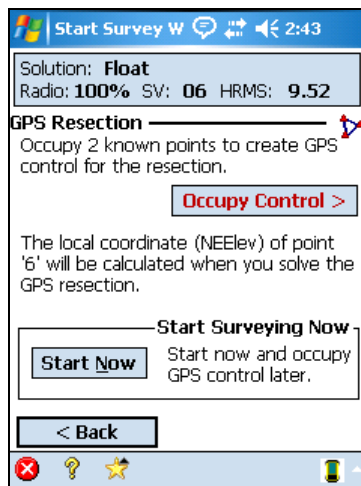 Start Survey W 2:43
Solution: Float
Radio: 100% SV: 06 HRMS: 9.52
GPS Resection
Occupy 2 known points to create GPS
control for the resection.
Occupy Control >
The local coordinate (NEElev) of point
'6' will be calculated when you solve the
GPS resection.
Start Surveying Now
Start Now
Start now and occupy
GPS control later.
< Back